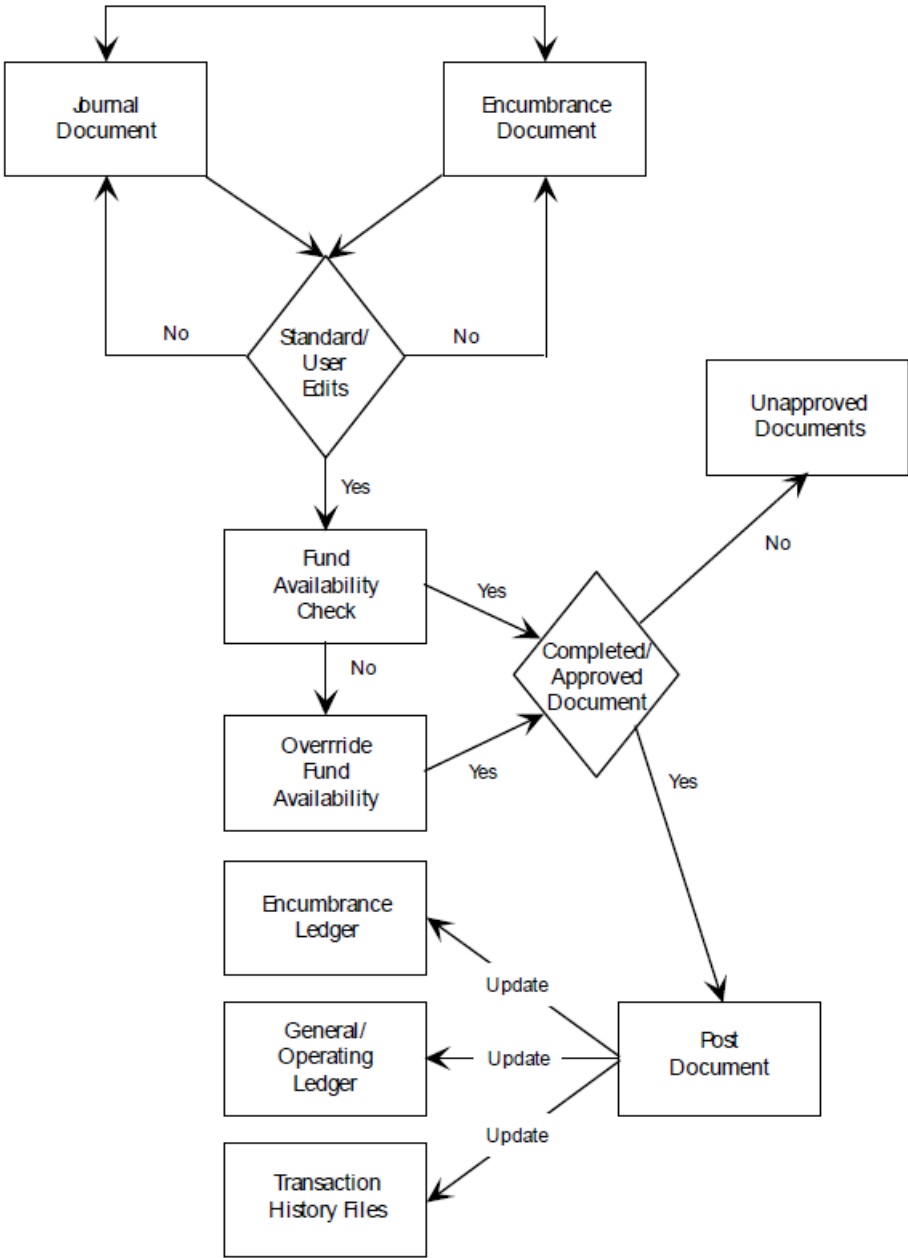 Journal
Document
Encumbrance
Document
No
Standard/
User
Edits
No
Unapproved
Documents
Yes
Fund
Availability
Check
Yes
No
No
Completed/
Approved
Document
Overrride
Fund
Availability
Yes
Yes
Encumbrance
Ledger
Update
General/
Operating
Ledger
Update
Post
Document
Update
Transaction
History Files